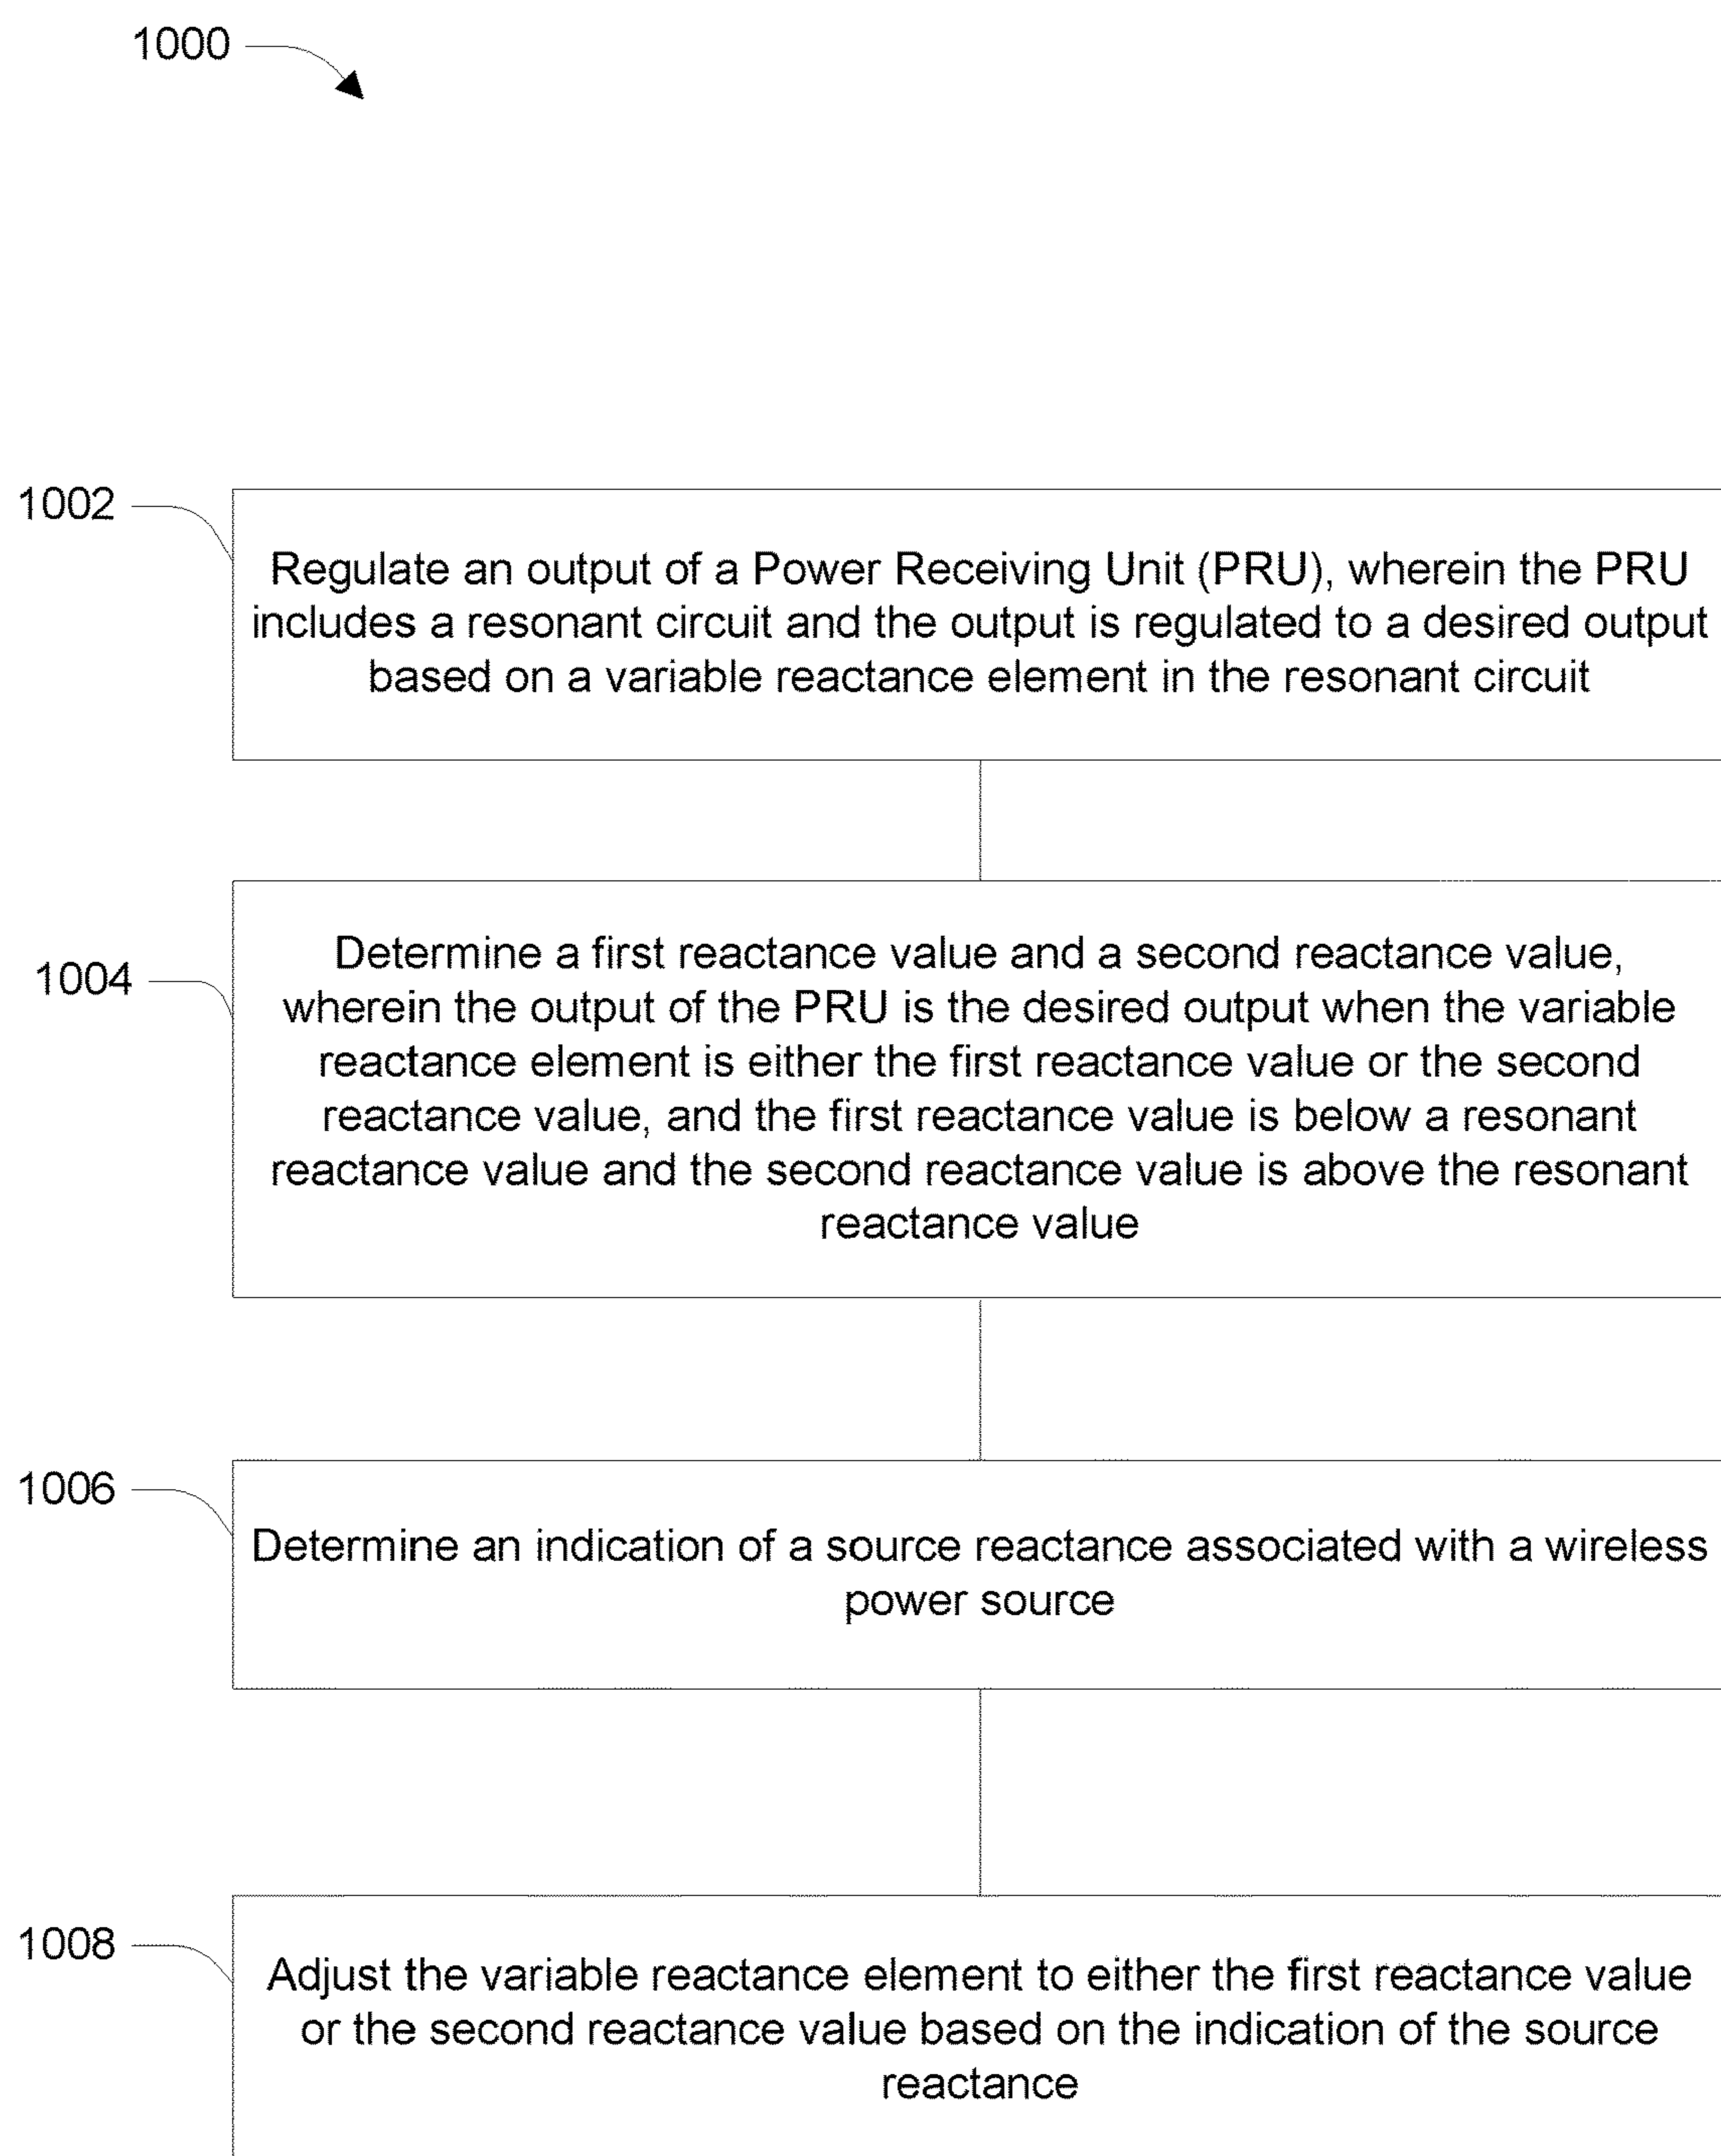 1000
1002
Regulate an output of a Power Receiving Unit (PRU), wherein the PRU
includes a resonant circuit and the output is regulated to a desired output
based on a variable reactance element in the resonant circuit
1004
Determine a first reactance value and a second reactance value,
wherein the output of the PRU is the desired output when the variable
reactance element is either the first reactance value or the second
reactance value, and the first reactance value is below a resonant
reactance value and the second reactance value is above the resonant
reactance value
1006
Determine an indication of a source reactance associated with a wireless
power source
1008
Adjust the variable reactance element to either the first reactance value
or the second reactance value based on the indication of the source
reactance